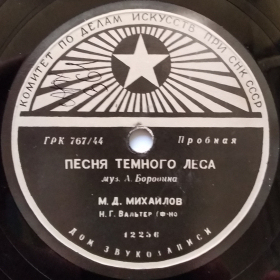 КОМИТЕТ ПО ДЕЛАМ ИСКУССТВ ПРИ СНК СССР
ГРК 767/44 Пробная
ПЕСНЯ ТЕМНОГО ЛЕСА
муз. А. Бородина
М. Д. МИХАЙЛОВ
Н. Г. ВАЛЬТЕР (Ф-НО)
12236
ДОМ ЗВУКОЗАПИСИ